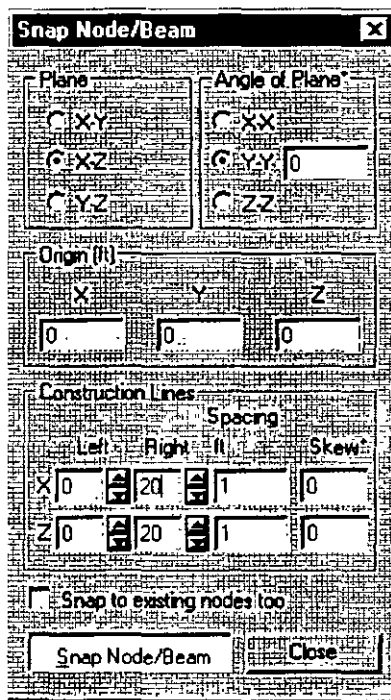 Snap Node/Beam
Plane
X-Y
X-Z
Y-Z
Angle of Plane°
X-X
Y-Y 0
Z-Z
Origin (ft)
X Y Z
0 0 0
Construction Lines
Spacing
Left Right ft Skew°
X 0 20 1 0
Z 0 20 1 0
Snap to existing nodes too
Snap Node/Beam Close